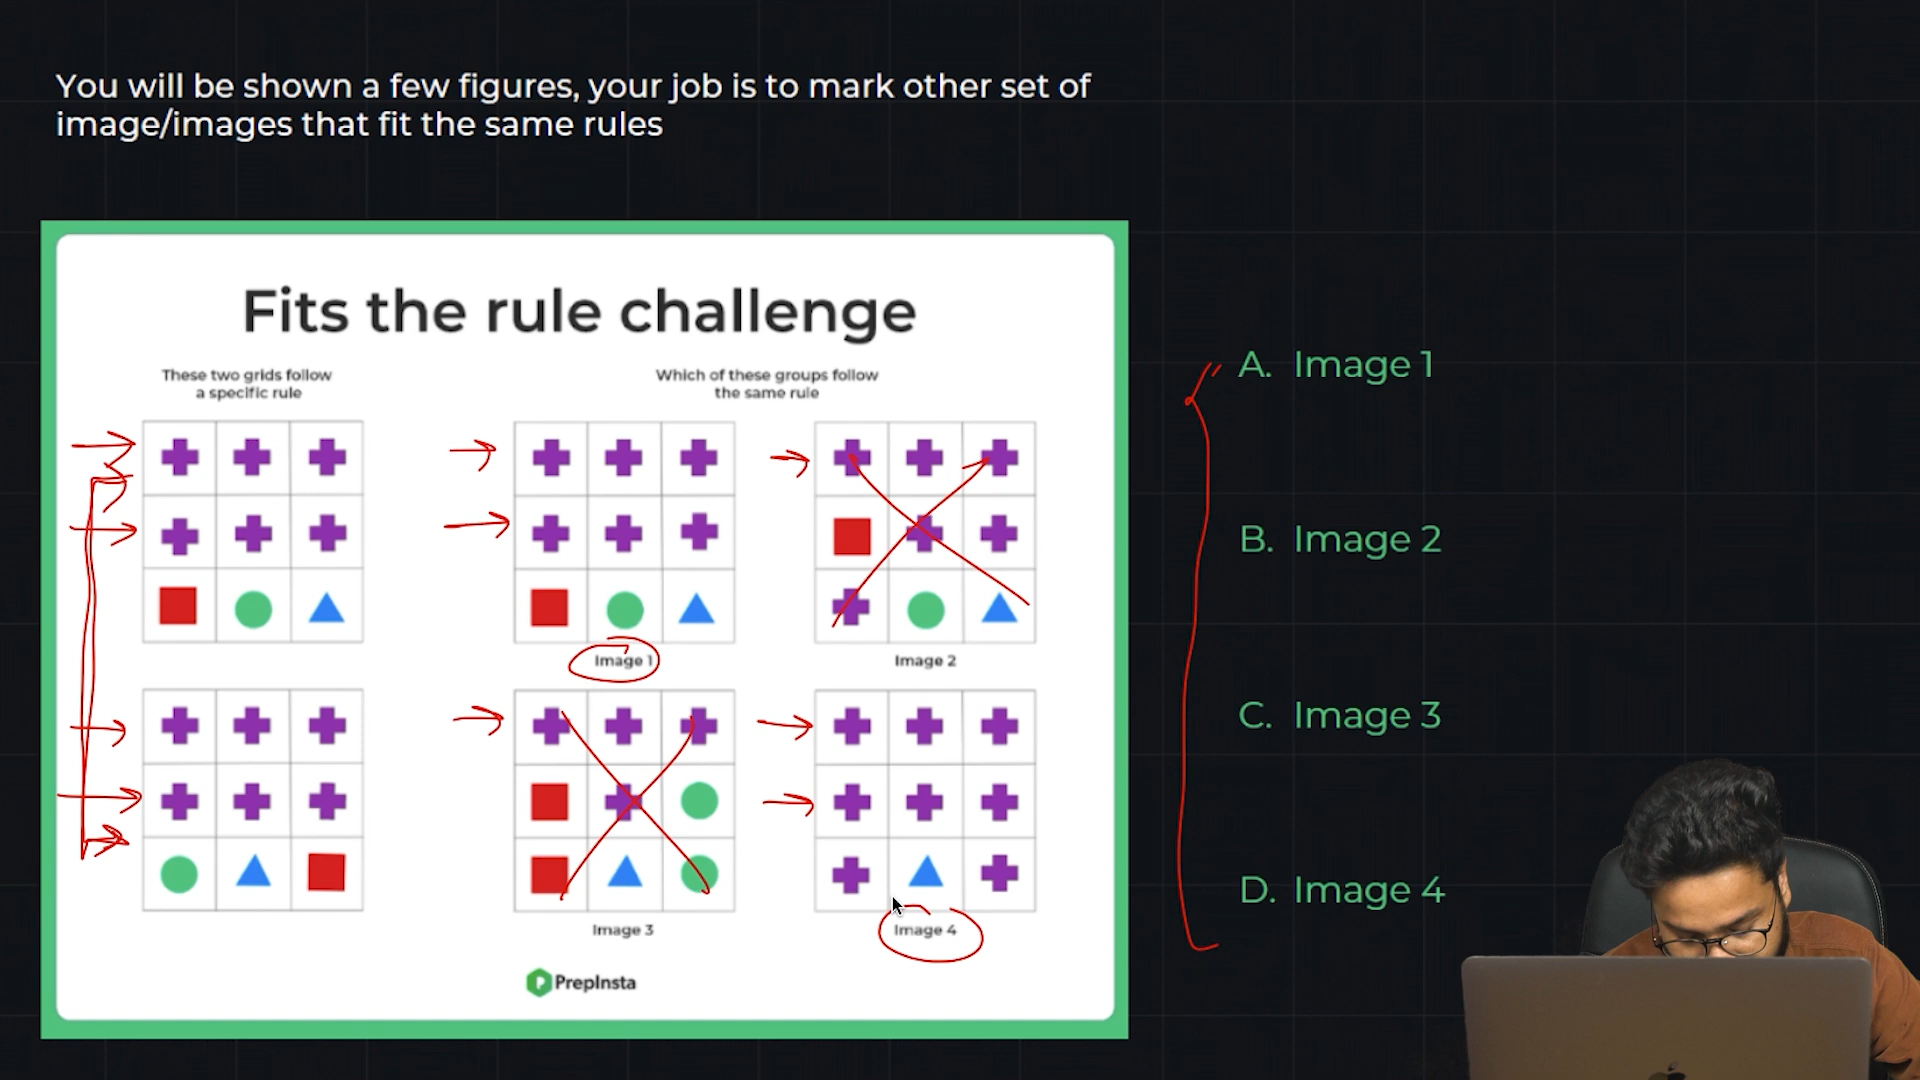 You will be shown a few figures, your job is to mark other set of
image/images that fit the same rules
Fits the rule challenge
These two grids follow
a specific rule
Which of these groups follow
the same rule
Image 1
Image 2
Image 3
Image 4
PrepInsta
A. Image 1
B. Image 2
C. Image 3
D. Image 4